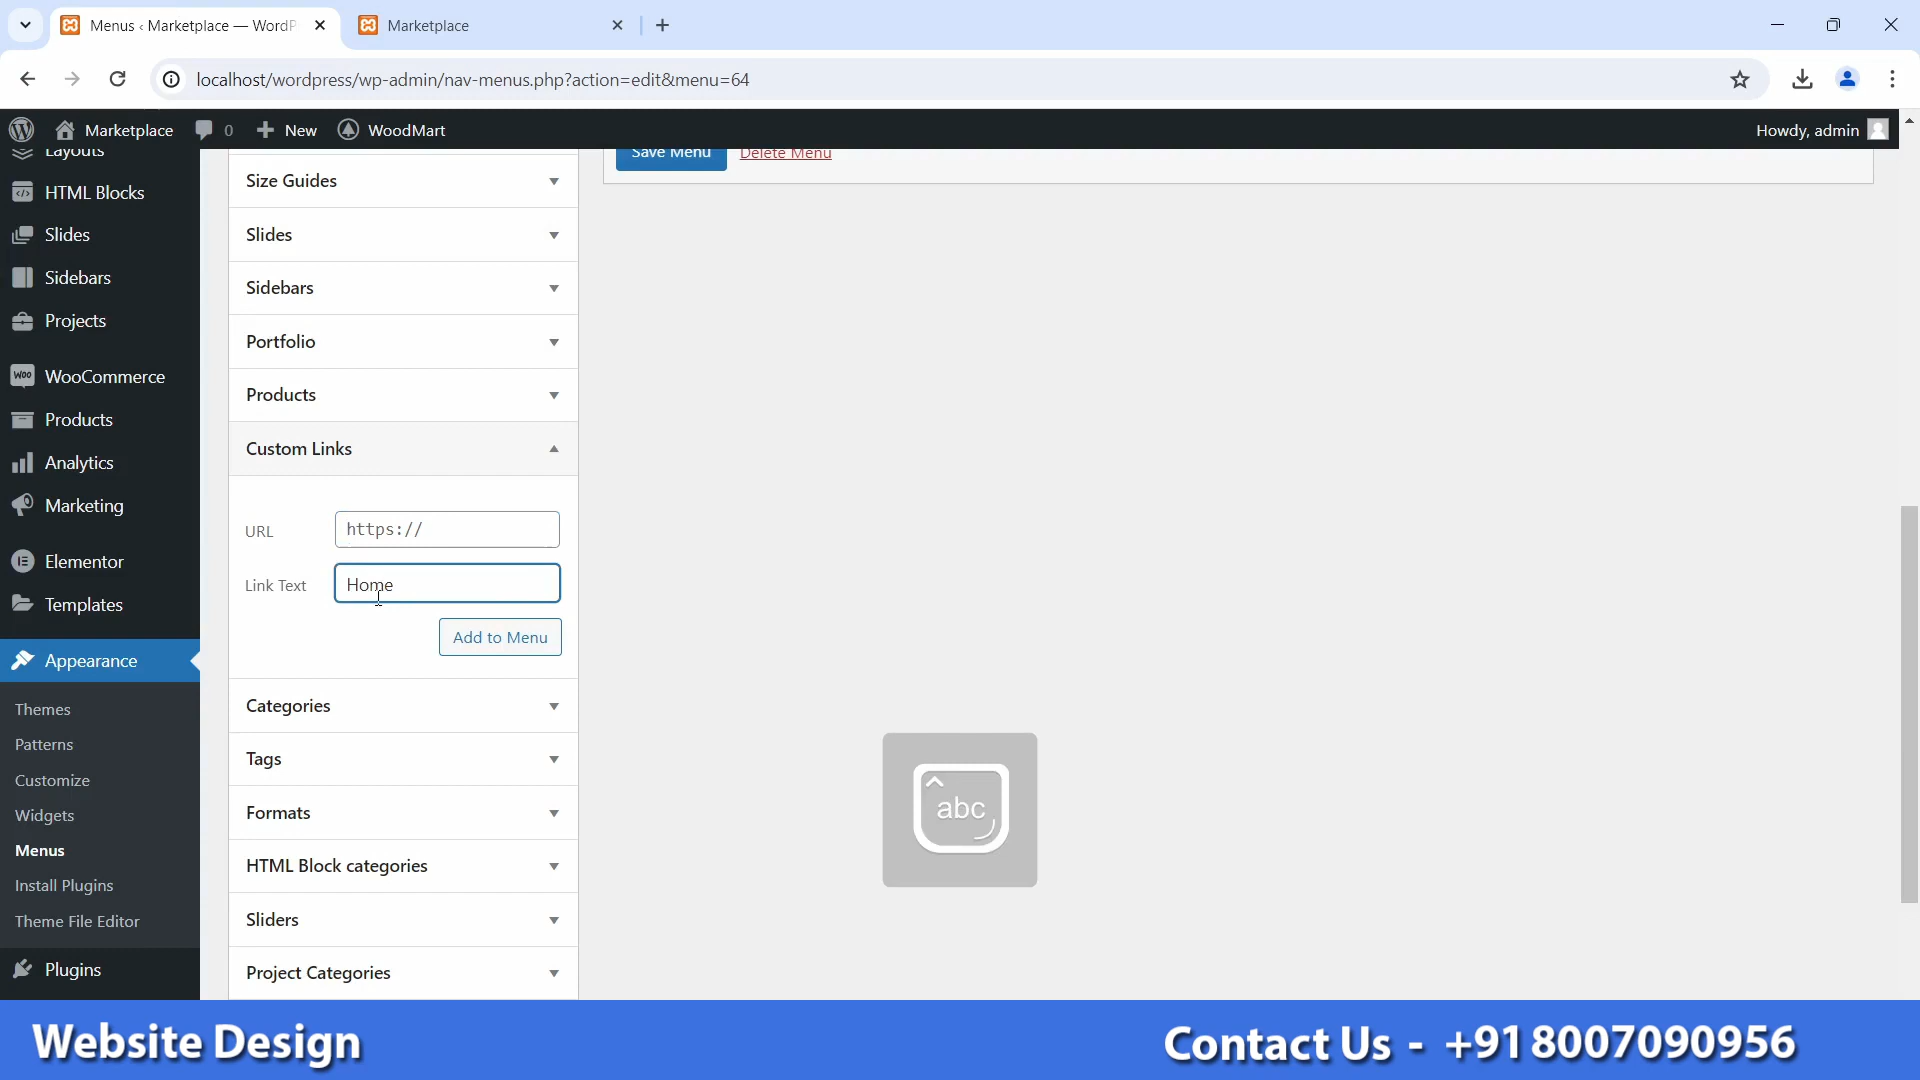 Menus ‹ Marketplace — WordP
Marketplace
localhost/wordpress/wp-admin/nav-menus.php?action=edit&menu=64
Marketplace
0
New
WoodMart
Howdy, admin
Layouts
HTML Blocks
Slides
Sidebars
Projects
WooCommerce
Products
Analytics
Marketing
Elementor
Templates
Appearance
Themes
Patterns
Customize
Widgets
Menus
Install Plugins
Theme File Editor
Plugins
Size Guides
Slides
Sidebars
Portfolio
Products
Custom Links
URL
https://
Link Text
Home
Add to Menu
Categories
Tags
Formats
HTML Block categories
Sliders
Project Categories
Save Menu
Delete Menu
abc
Website Design
Contact Us - +91 8007090956